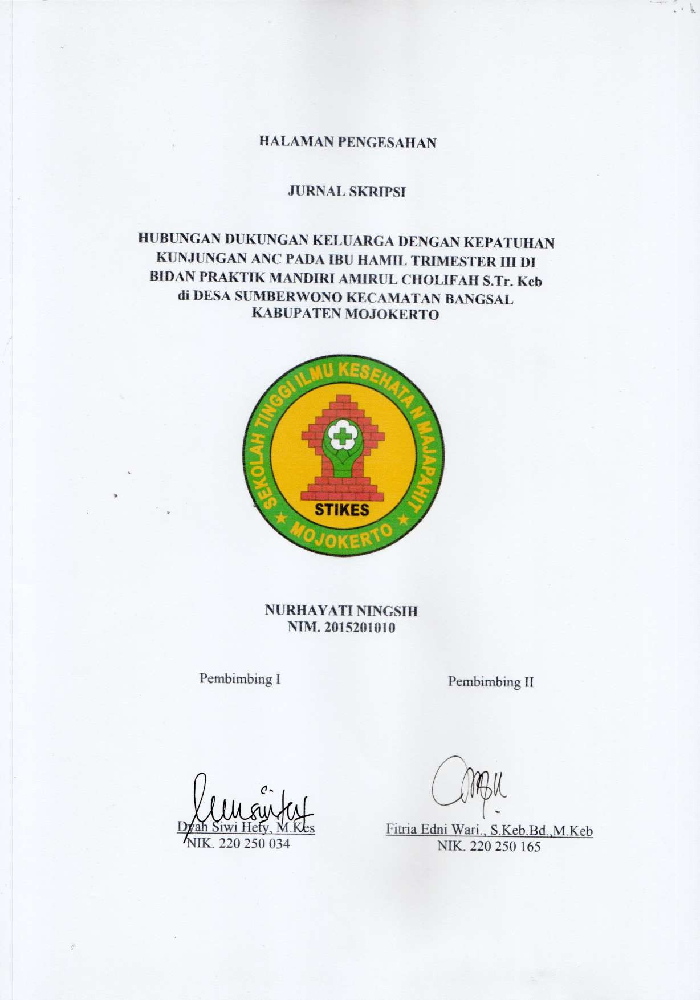 HALAMAN PENGESAHAN
JURNAL SKRIPSI
HUBUNGAN DUKUNGAN KELUARGA DENGAN KEPATUHAN
KUNJUNGAN ANC PADA IBU HAMIL TRIMESTER III DI
BIDAN PRAKTIK MANDIRI AMIRUL CHOLIFAH S.Tr. Keb
di DESA SUMBERWONO KECAMATAN BANGSAL
KABUPATEN MOJOKERTO
SEKOLAH TINGGI ILMU KESEHATA N MAJAPAHIT
STIKES
MOJOKERTO
NURHAYATI NINGSIH
NIM. 2015201010
Pembimbing I
Pembimbing II
Dyah Siwi Hety, M.Kes
NIK. 220 250 034
Fitria Edni Wari., S.Keb.Bd.,M.Keb
NIK. 220 250 165